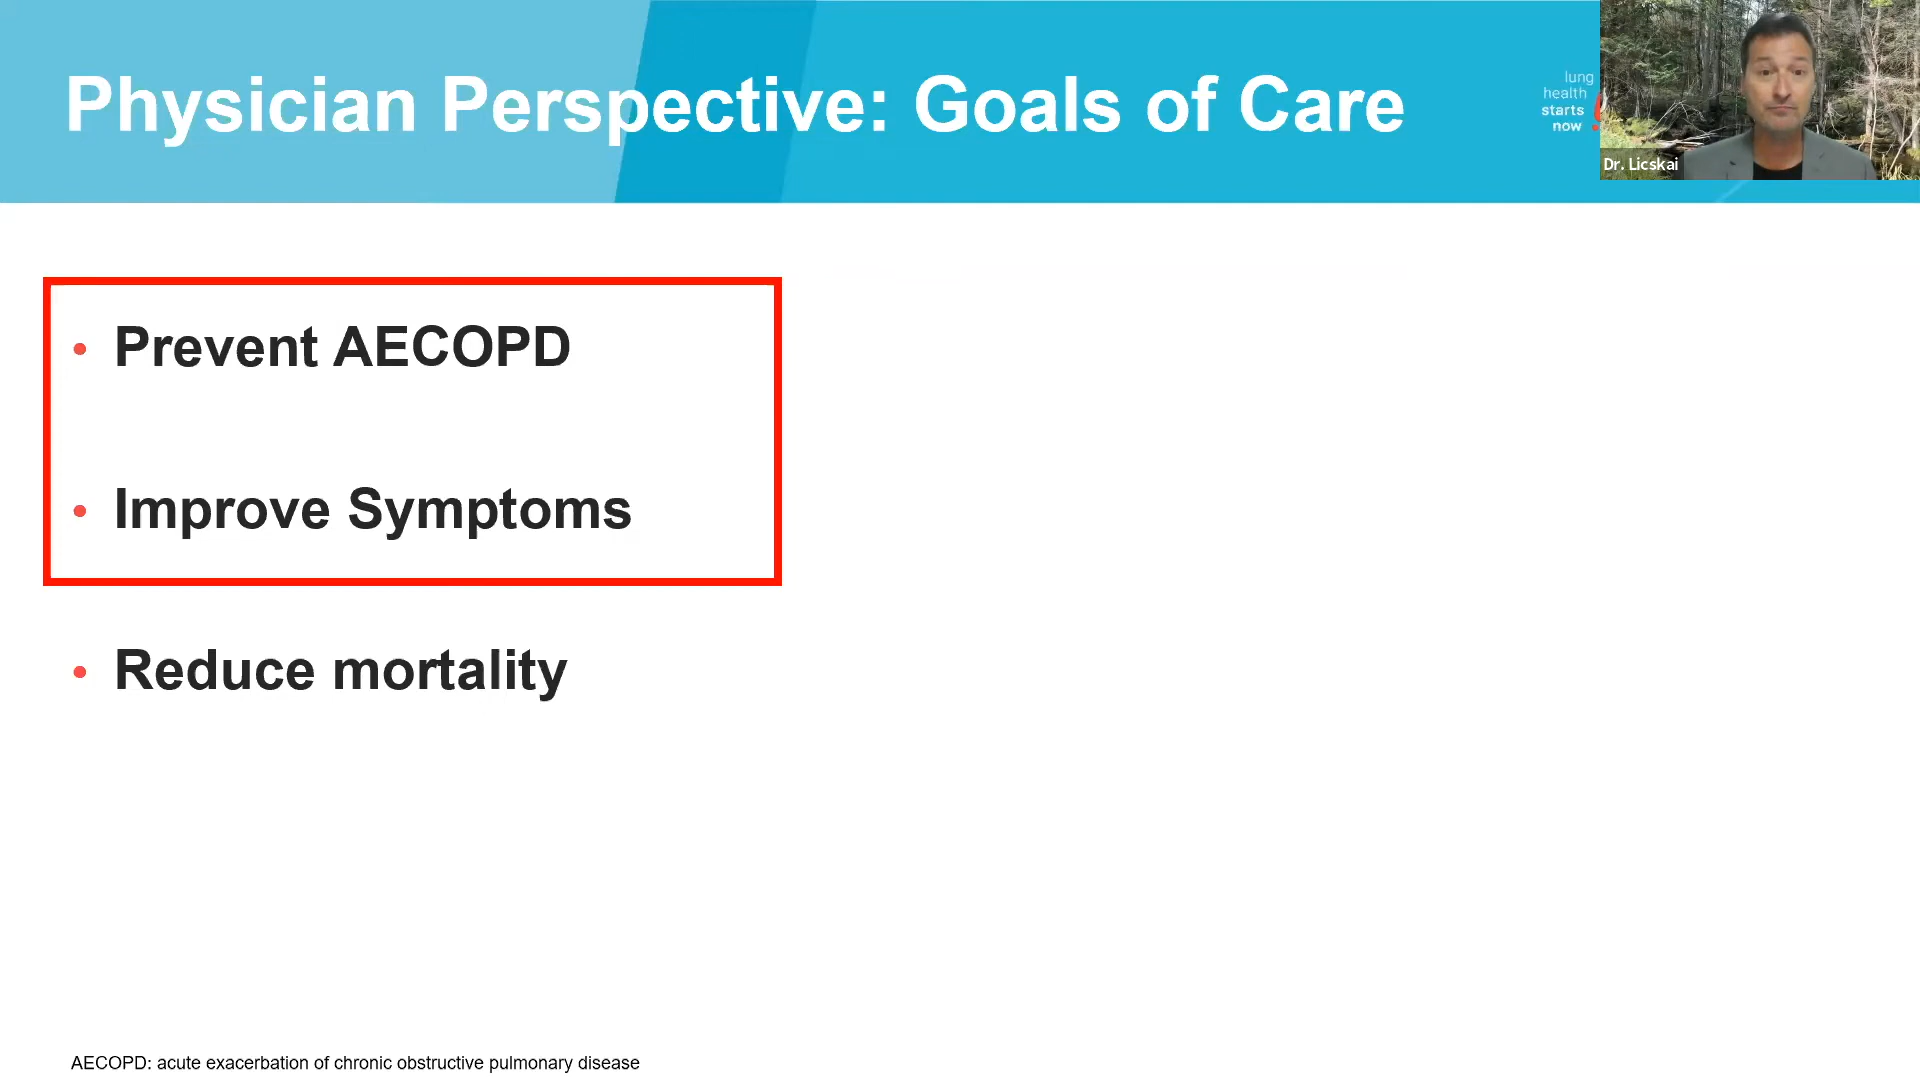 Physician Perspective: Goals of Care
lung
health
starts
now
Dr. Licskai
• Prevent AECOPD
• Improve Symptoms
• Reduce mortality
AECOPD: acute exacerbation of chronic obstructive pulmonary disease